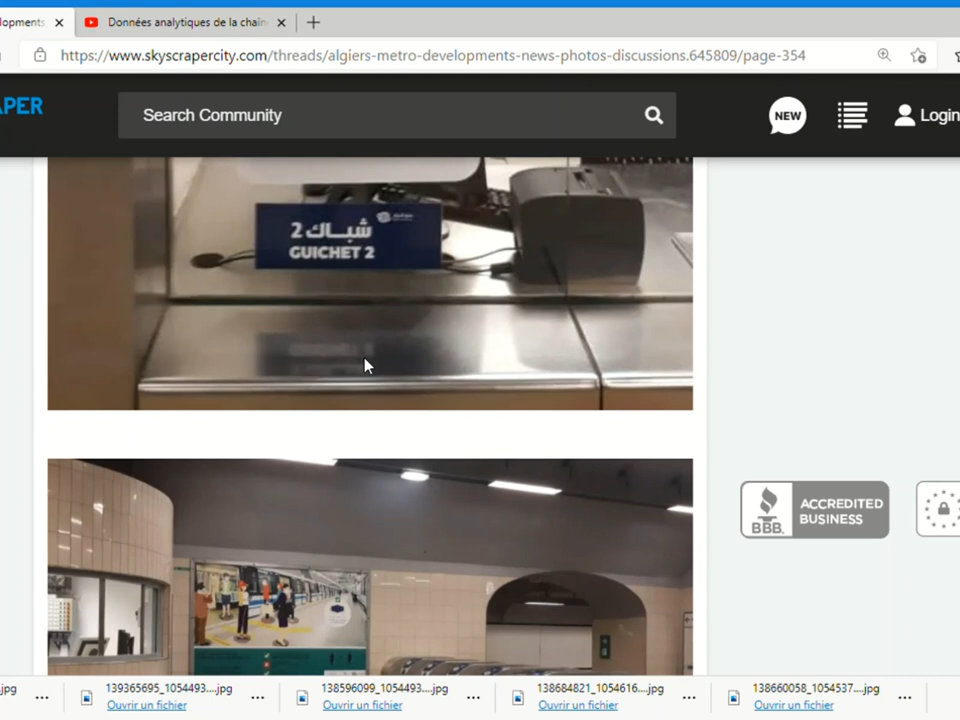 lopments
Données analytiques de la chaîn
https://www.skyscrapercity.com/threads/algiers-metro-developments-news-photos-discussions.645809/page-354
APER
Search Community
NEW
Login
شباك 2
GUICHET 2
BBB.
ACCREDITED
BUSINESS
jpg
139365695_1054493....jpg
138596099_1054493....jpg
138684821_1054616....jpg
138660058_1054537....jpg
Ouvrir un fichier
Ouvrir un fichier
Ouvrir un fichier
Ouvrir un fichier